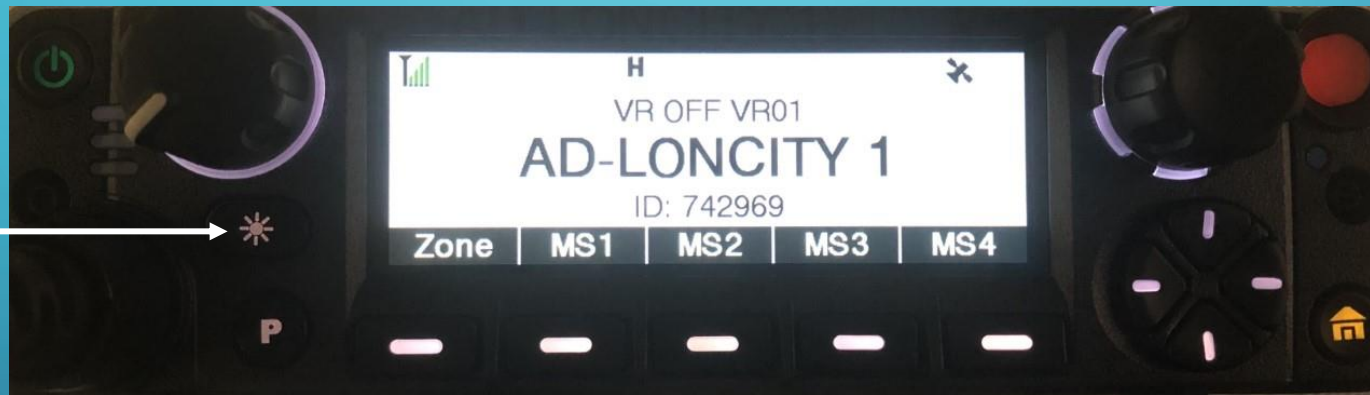 H
VR OFF VR01
AD-LONCITY 1
ID: 742969
Zone MS1 MS2 MS3 MS4
P